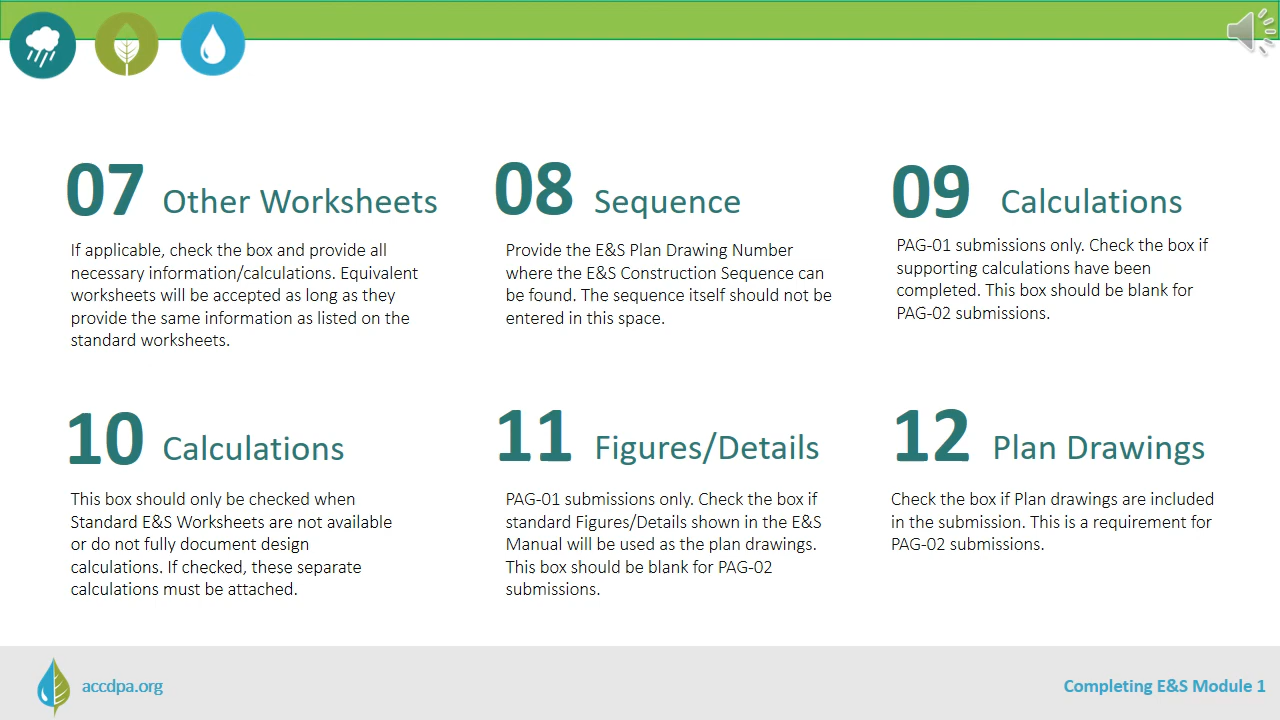 07 Other Worksheets
If applicable, check the box and provide all
necessary information/calculations. Equivalent
worksheets will be accepted as long as they
provide the same information as listed on the
standard worksheets.
08 Sequence
Provide the E&S Plan Drawing Number
where the E&S Construction Sequence can
be found. The sequence itself should not be
entered in this space.
09 Calculations
PAG-01 submissions only. Check the box if
supporting calculations have been
completed. This box should be blank for
PAG-02 submissions.
10 Calculations
This box should only be checked when
Standard E&S Worksheets are not available
or do not fully document design
calculations. If checked, these separate
calculations must be attached.
11 Figures/Details
PAG-01 submissions only. Check the box if
standard Figures/Details shown in the E&S
Manual will be used as the plan drawings.
This box should be blank for PAG-02
submissions.
12 Plan Drawings
Check the box if Plan drawings are included
in the submission. This is a requirement for
PAG-02 submissions.
accdpa.org
Completing E&S Module 1